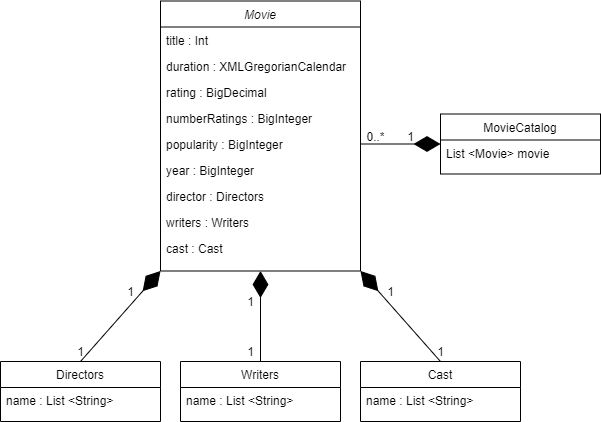 Movie
title : Int
duration : XMLGregorianCalendar
rating : BigDecimal
numberRatings : BigInteger
popularity : BigInteger
year : BigInteger
director : Directors
writers : Writers
cast : Cast
0..*
1
MovieCatalog
List <Movie> movie
1
1
1
1
1
1
Directors
name : List <String>
Writers
name : List <String>
Cast
name : List <String>